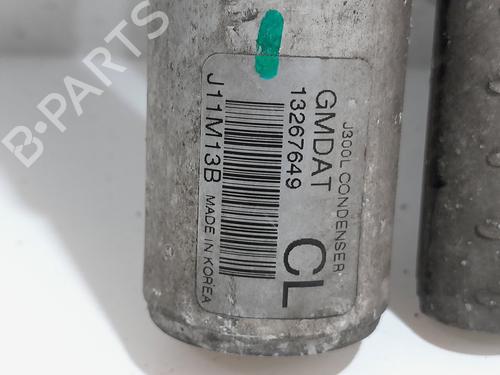 J300L CONDENSER
GMDAT CL
13267649
J11M13B MADE IN KOREA
B-PARTS